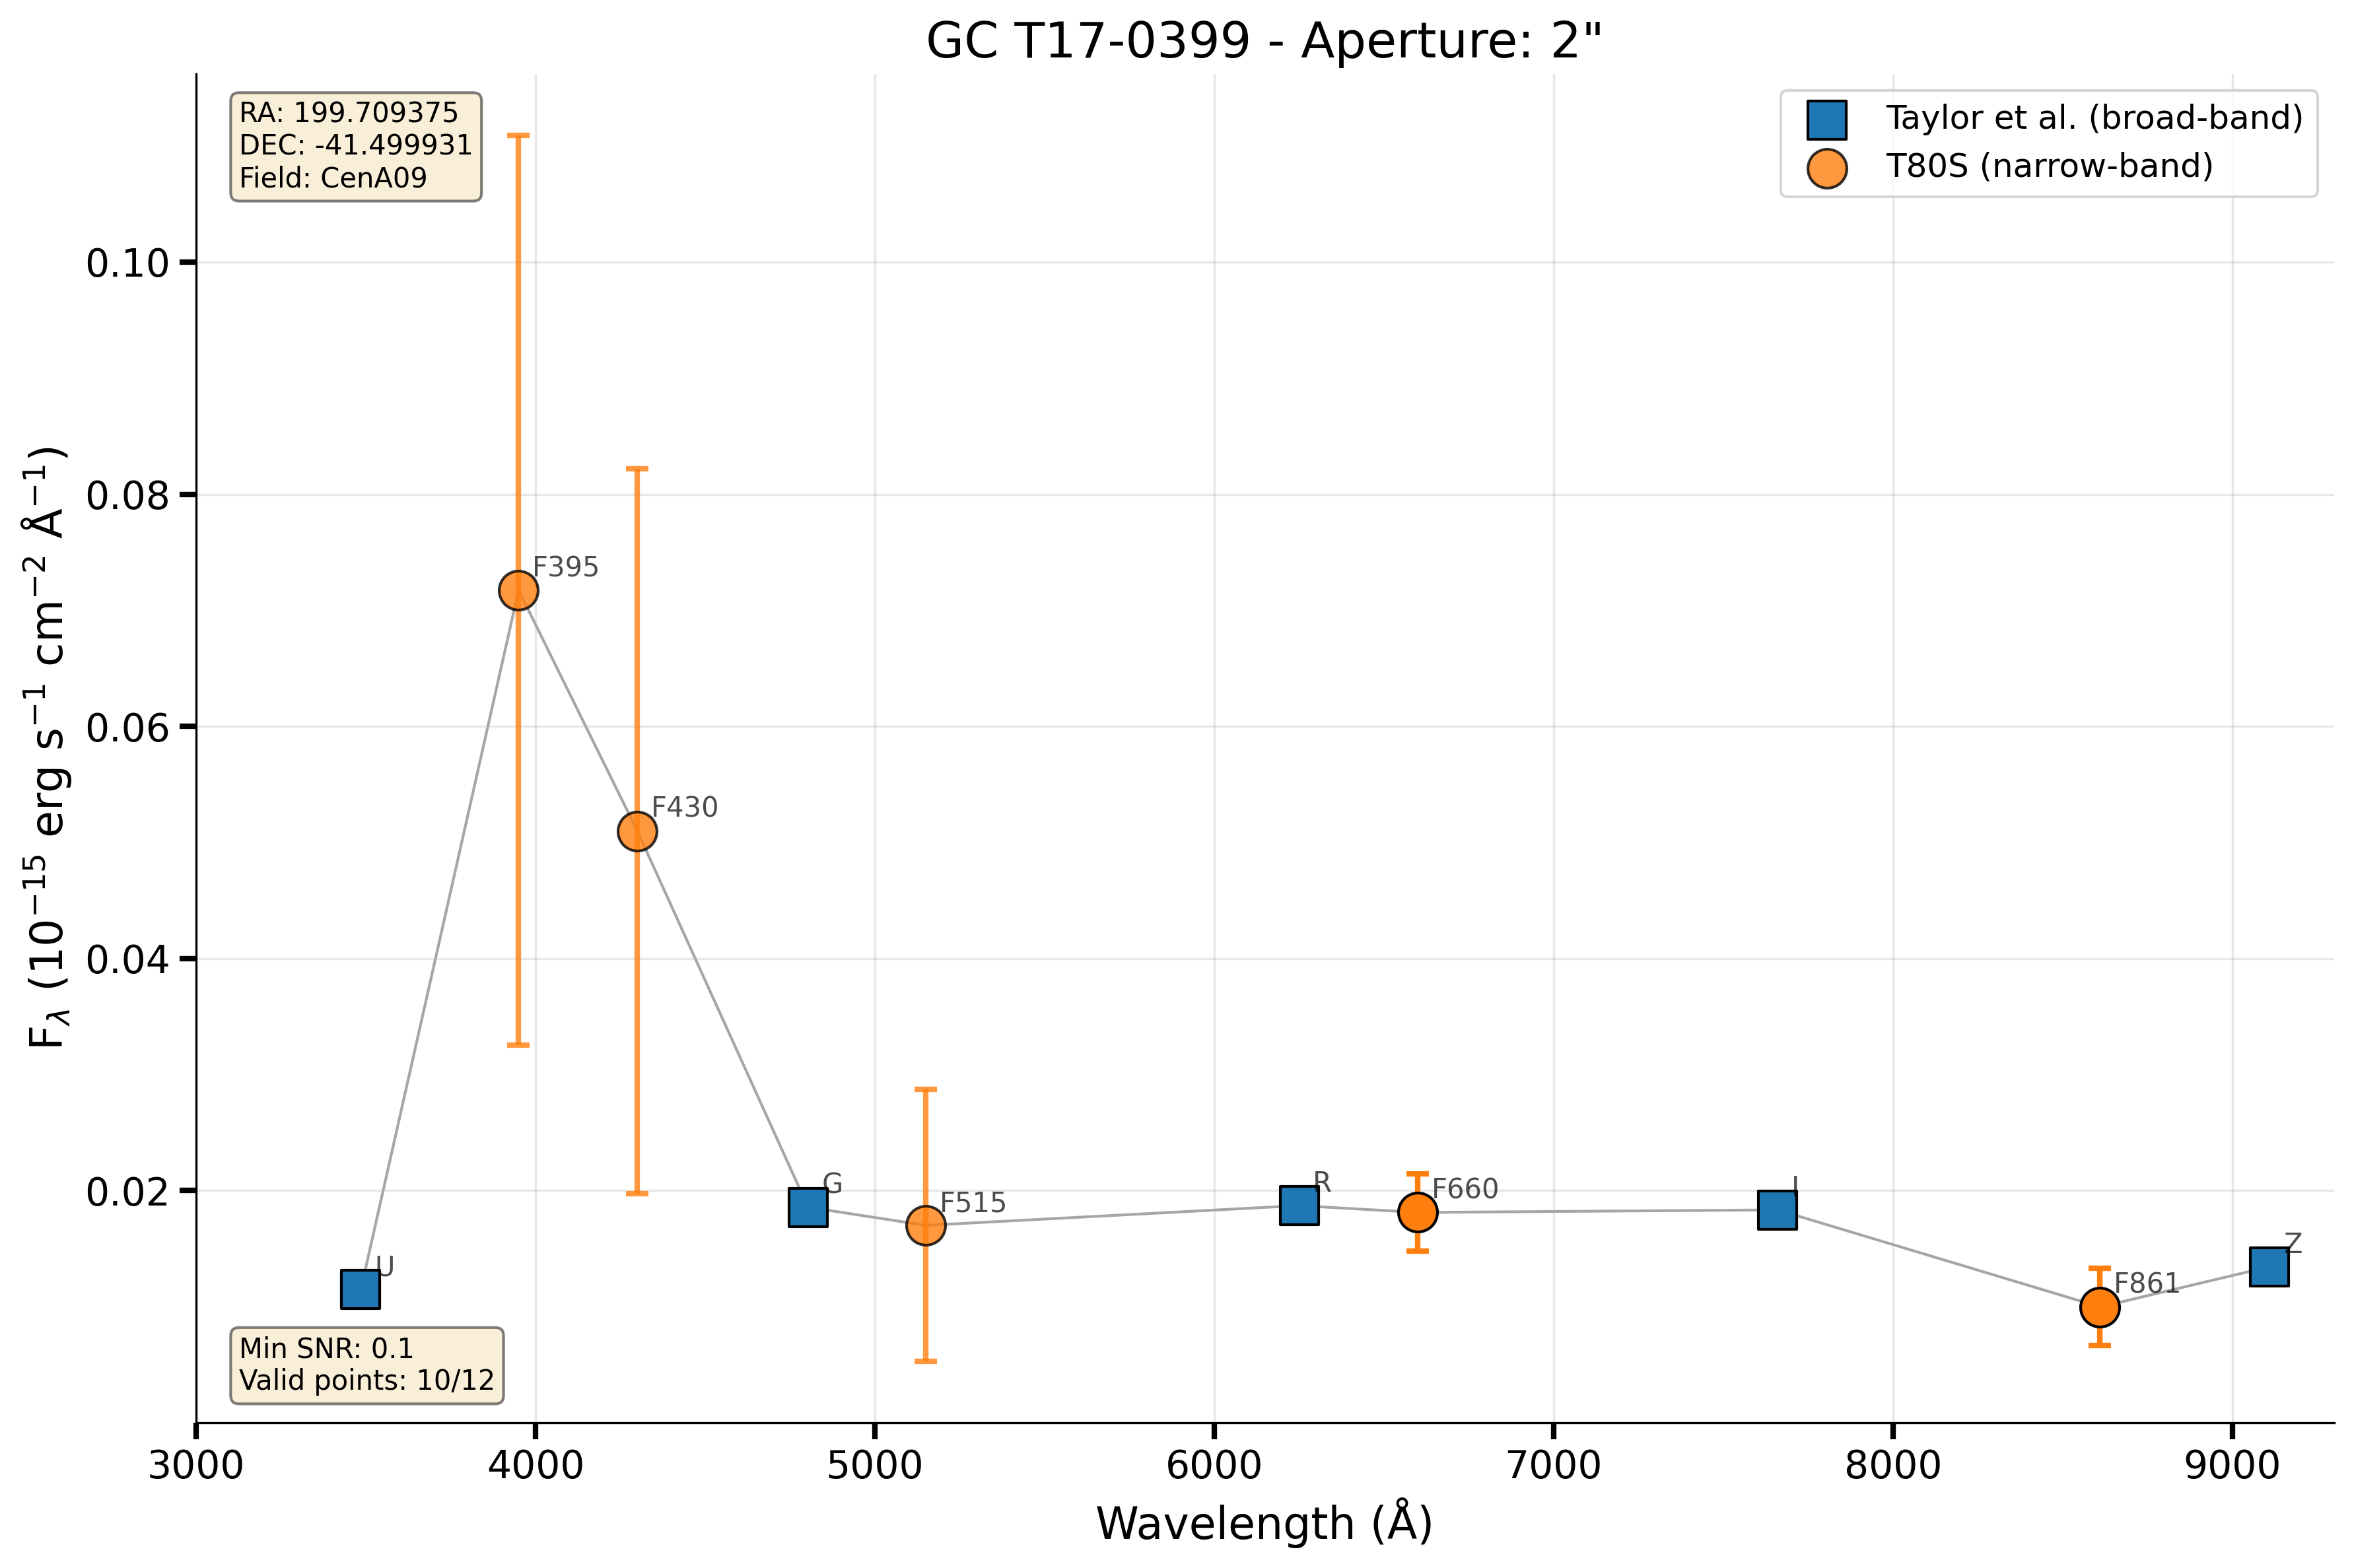 GC T17-0399 - Aperture: 2"
RA: 199.709375
DEC: -41.499931
Field: CenA09
Taylor et al. (broad-band)
T80S (narrow-band)
F_λ (10⁻¹⁵ erg s⁻¹ cm⁻² Å⁻¹)
0.10
0.08
0.06
0.04
0.02
F395
F430
U
G
F515
R
F660
I
F861
Z
Min SNR: 0.1
Valid points: 10/12
3000 4000 5000 6000 7000 8000 9000
Wavelength (Å)